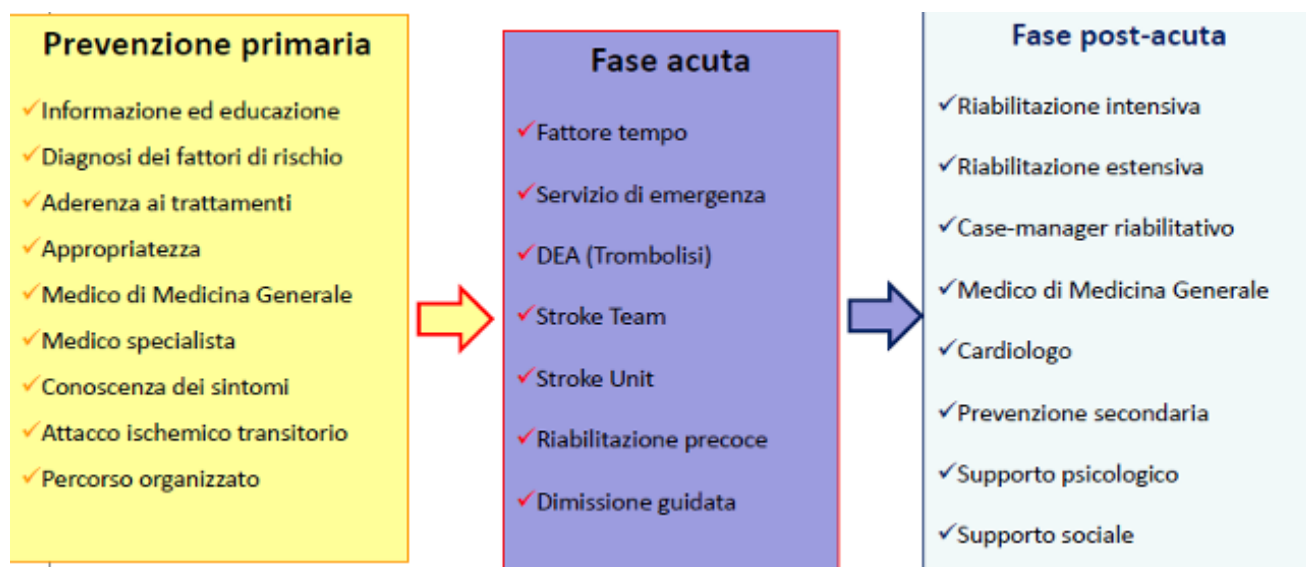 Prevenzione primaria
Informazione ed educazione
Diagnosi dei fattori di rischio
Aderenza ai trattamenti
Appropriatezza
Medico di Medicina Generale
Medico specialista
Conoscenza dei sintomi
Attacco ischemico transitorio
Percorso organizzato
Fase acuta
Fattore tempo
Servizio di emergenza
DEA (Trombolisi)
Stroke Team
Stroke Unit
Riabilitazione precoce
Dimissione guidata
Fase post-acuta
Riabilitazione intensiva
Riabilitazione estensiva
Case-manager riabilitativo
Medico di Medicina Generale
Cardiologo
Prevenzione secondaria
Supporto psicologico
Supporto sociale